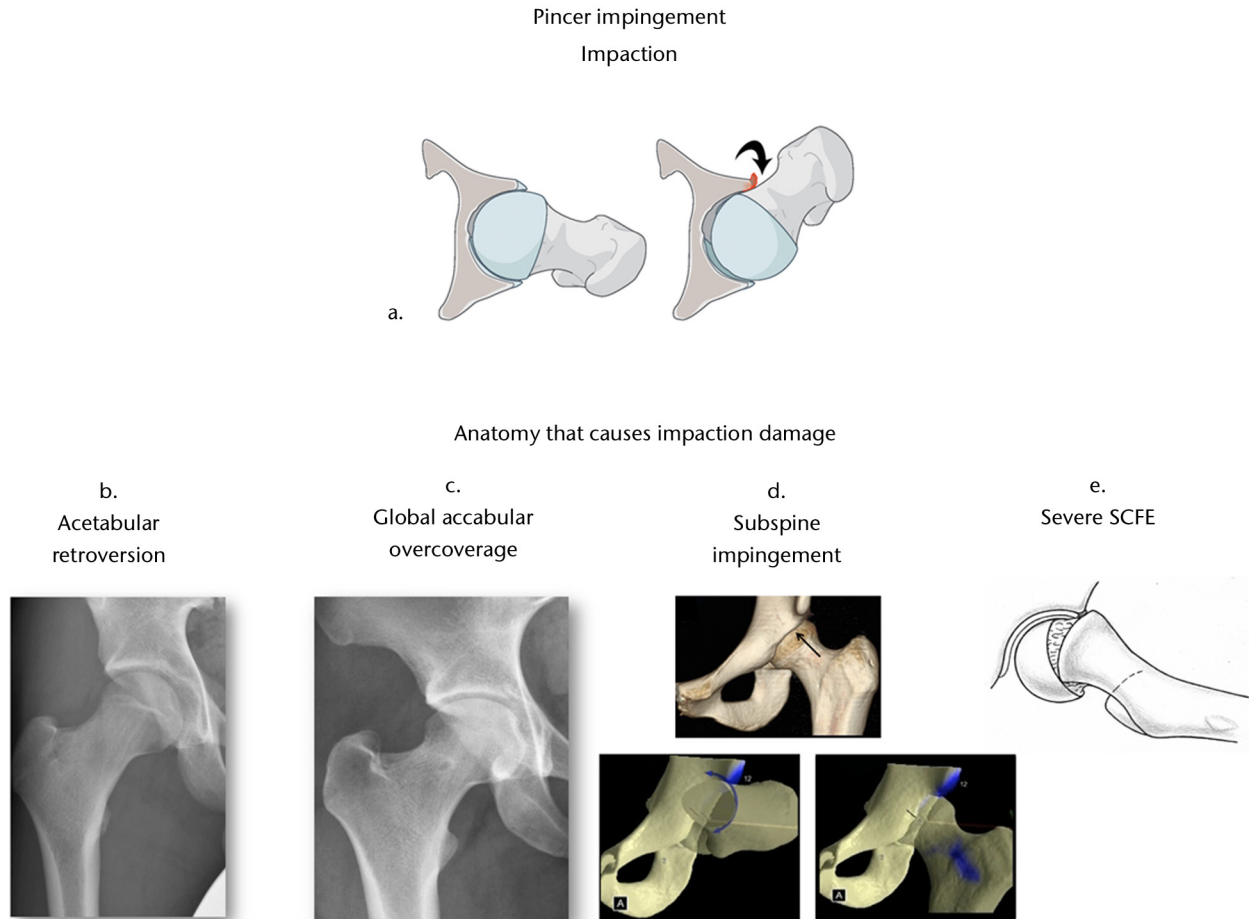 Pincer impingement
Impaction
a.
Anatomy that causes impaction damage
b.
Acetabular
retroversion
c.
Global accabular
overcoverage
d.
Subspine
impingement
e.
Severe SCFE
12
A
12
A